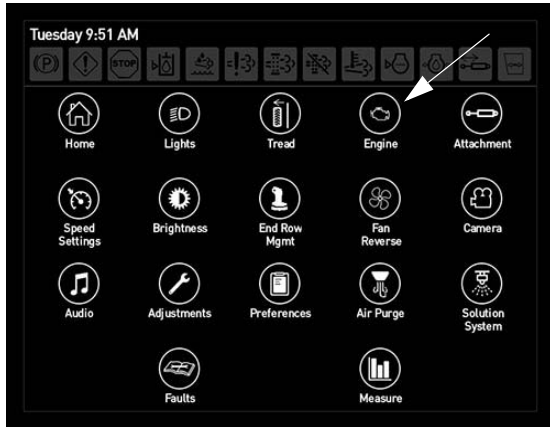 Tuesday 9:51 AM
(P) STOP
Home Lights Tread Engine Attachment
Speed Settings Brightness End Row Mgmt Fan Reverse Camera
Audio Adjustments Preferences Air Purge Solution System
Faults Measure